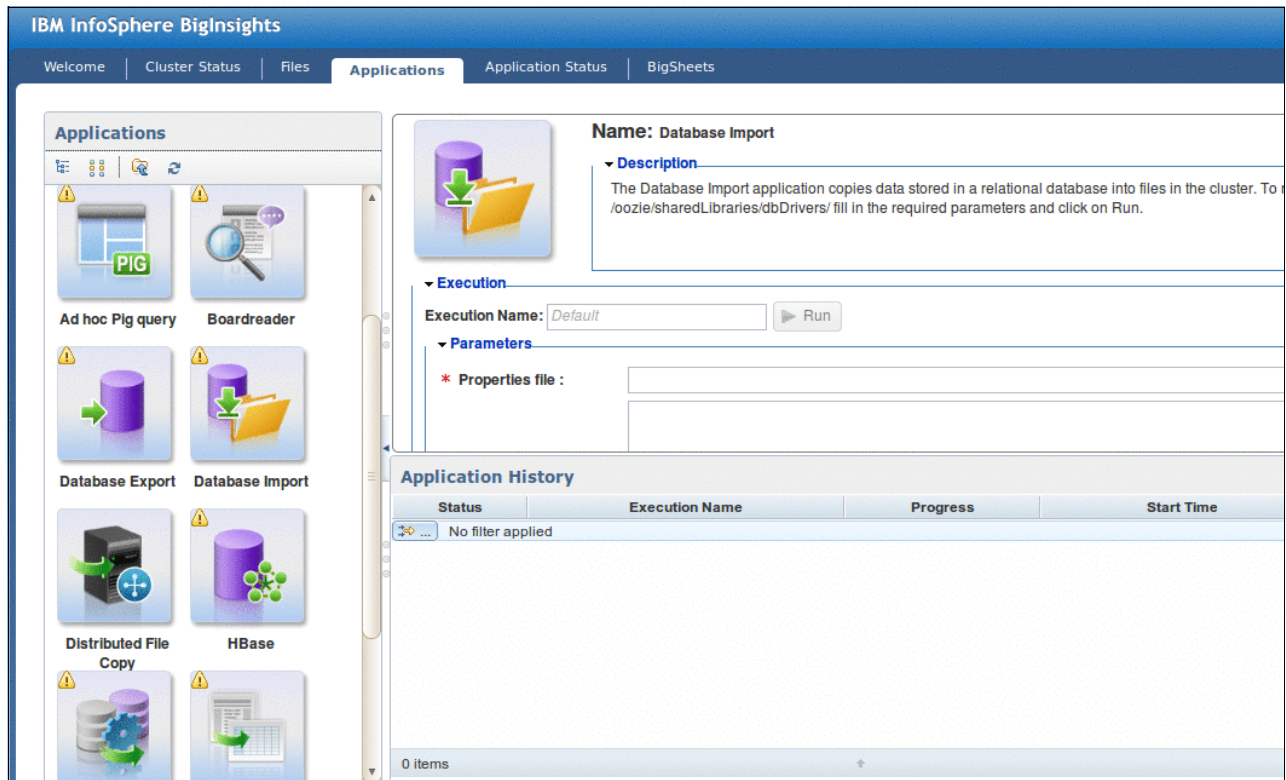 IBM InfoSphere BigInsights
Welcome
Cluster Status
Files
Applications
Application Status
BigSheets
Applications
PIG
Ad hoc Pig query
Boardreader
Database Export
Database Import
Distributed File
Copy
HBase
Name: Database Import
Description
The Database Import application copies data stored in a relational database into files in the cluster. To
/oozie/sharedLibraries/dbDrivers/ fill in the required parameters and click on Run.
Execution
Execution Name: Default
Run
Parameters
* Properties file :
Application History
Status
Execution Name
Progress
Start Time
... No filter applied
0 items